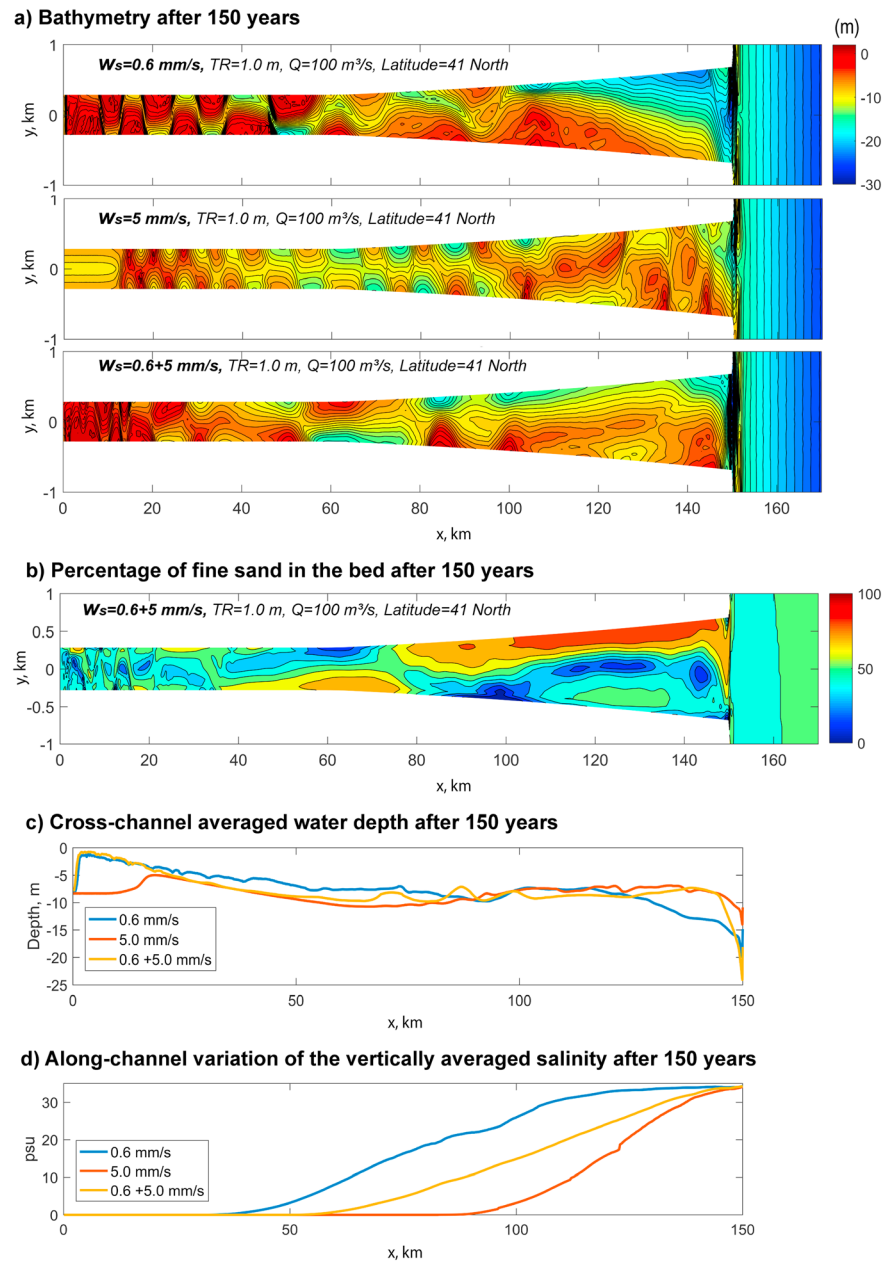 a) Bathymetry after 150 years
(m)
ws=0.6 mm/s, TR=1.0 m, Q=100 m³/s, Latitude=41 North
1
0
-1
y, km
0
-10
-20
-30
ws=5 mm/s, TR=1.0 m, Q=100 m³/s, Latitude=41 North
1
0
-1
y, km
ws=0.6+5 mm/s, TR=1.0 m, Q=100 m³/s, Latitude=41 North
1
0
-1
y, km
0 20 40 60 80 100 120 140 160
x, km
b) Percentage of fine sand in the bed after 150 years
ws=0.6+5 mm/s, TR=1.0 m, Q=100 m³/s, Latitude=41 North
1
0.5
0
-0.5
-1
y, km
100
50
0
0 20 40 60 80 100 120 140 160
x, km
c) Cross-channel averaged water depth after 150 years
0
-5
-10
-15
-20
-25
Depth, m
0.6 mm/s
5.0 mm/s
0.6 +5.0 mm/s
0 50 100 150
x, km
d) Along-channel variation of the vertically averaged salinity after 150 years
30
20
10
0
psu
0.6 mm/s
5.0 mm/s
0.6 +5.0 mm/s
0 50 100 150
x, km